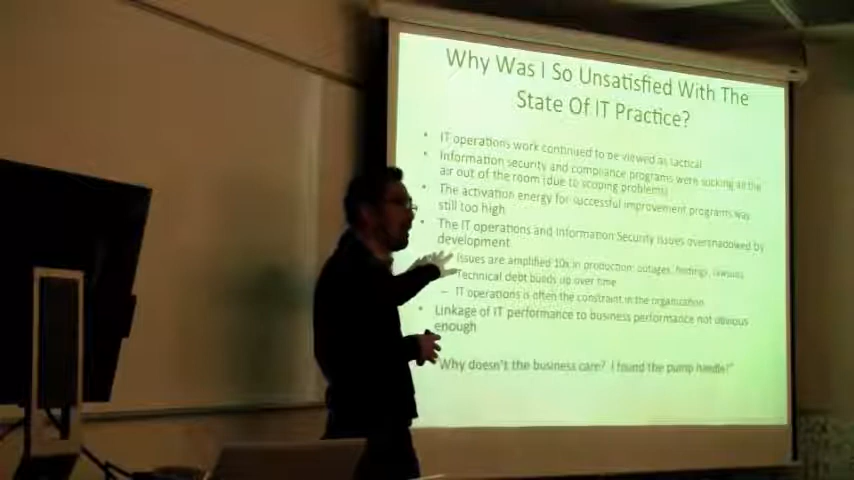 Why Was I So Unsatisfied With The
State Of IT Practice?
• IT operations work continued to be viewed as tactical
• Information security and compliance programs were sucking all the
air out of the room (due to scoping problems)
• The activation energy for successful improvement programs was
still too high
• The IT operations and Information Security issues overshadowed by
development
Issues are amplified 10x in production: outages, findings, lawsuits
Technical debt builds up over time
– IT operations is often the constraint in the organization
• Linkage of IT performance to business performance not obvious
enough
Why doesn't the business care? I found the pump handle!"